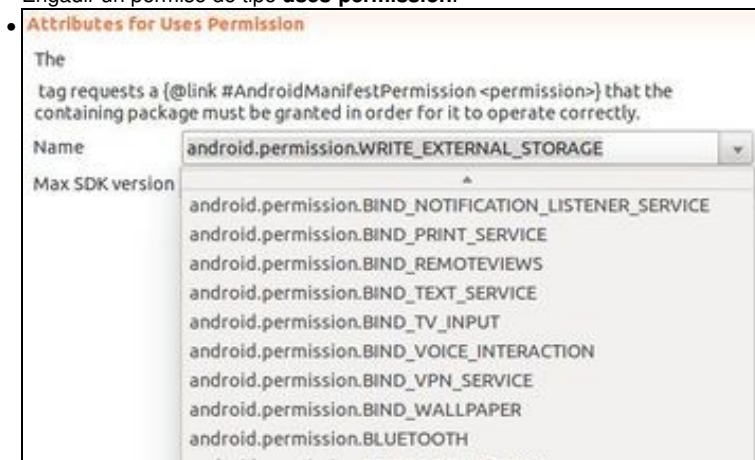 Engadir un permiso de tipo uses-permission.
Attributes for Uses Permission
The
tag requests a {@link #AndroidManifestPermission <permission>} that the
containing package must be granted in order for it to operate correctly.
Name android.permission.WRITE_EXTERNAL_STORAGE
Max SDK version
android.permission.BIND_NOTIFICATION_LISTENER_SERVICE
android.permission.BIND_PRINT_SERVICE
android.permission.BIND_REMOTEVIEWS
android.permission.BIND_TEXT_SERVICE
android.permission.BIND_TV_INPUT
android.permission.BIND_VOICE_INTERACTION
android.permission.BIND_VPN_SERVICE
android.permission.BIND_WALLPAPER
android.permission.BLUETOOTH